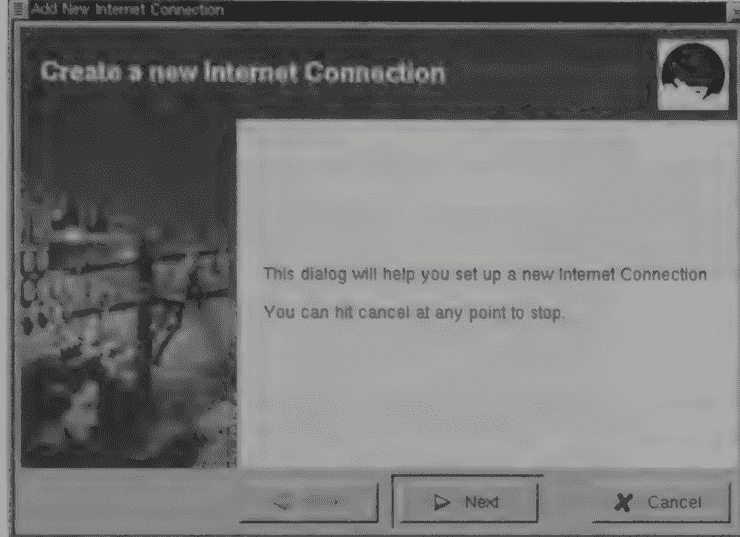 Add New Internet Connection
Create a new Internet Connection
This dialog will help you set up a new Internet Connection
You can hit cancel at any point to stop.
Next
Cancel